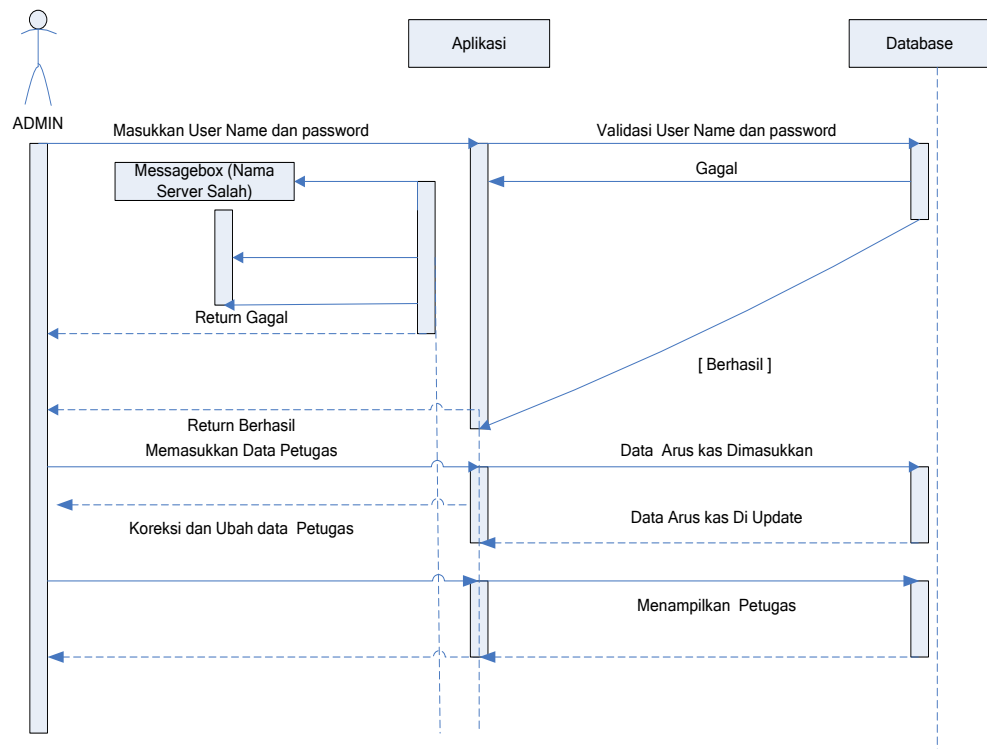 Aplikasi
Database
ADMIN
Masukkan User Name dan password
Validasi User Name dan password
Messagebox (Nama
Server Salah)
Gagal
Return Gagal
[ Berhasil ]
Return Berhasil
Memasukkan Data Petugas
Data Arus kas Dimasukkan
Koreksi dan Ubah data Petugas
Data Arus kas Di Update
Menampilkan Petugas